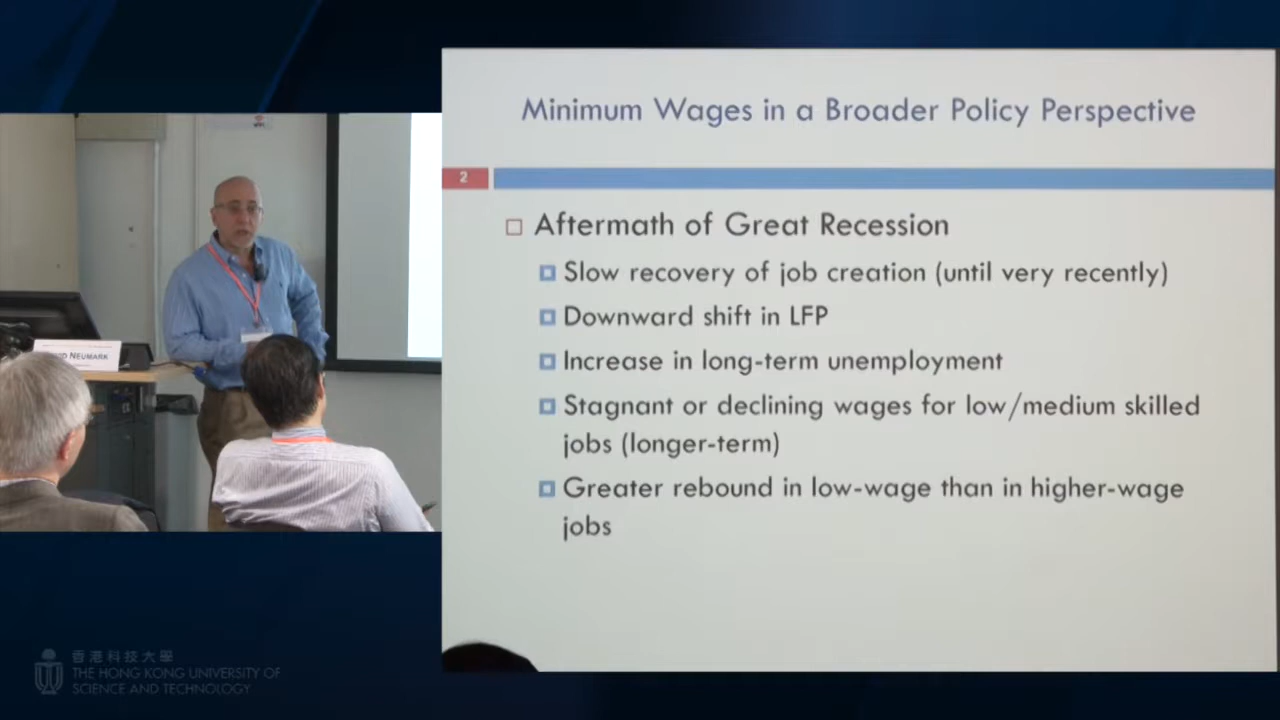 Minimum Wages in a Broader Policy Perspective
2
Aftermath of Great Recession
Slow recovery of job creation (until very recently)
Downward shift in LFP
Increase in long-term unemployment
Stagnant or declining wages for low/medium skilled
jobs (longer-term)
Greater rebound in low-wage than in higher-wage
jobs
NEUMARK
香港科技大學
THE HONG KONG UNIVERSITY OF
SCIENCE AND TECHNOLOGY